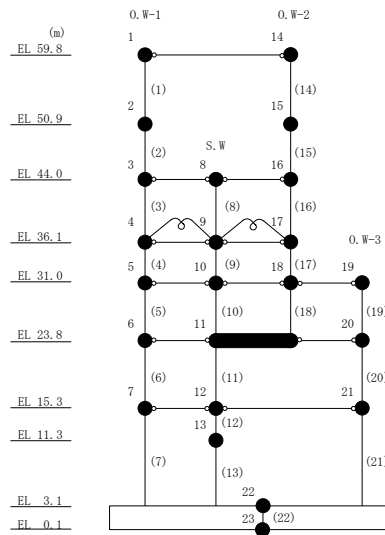 O.W-1 O.W-2
(m)
EL 59.8 1 14
(1) (14)
EL 50.9 2 15
(2) S.W (15)
EL 44.0 3 8 16
(3) (8) (16)
EL 36.1 4 9 17 O.W-3
EL 31.0 5 (4) 10 (9) 18 (17) 19
(5) (10) (18) (19)
EL 23.8 6 11 20
(6) (11) (20)
EL 15.3 7 12 21
EL 11.3 13 (12)
(7) (13) (21)
EL 3.1 22
EL 0.1 23 (22)